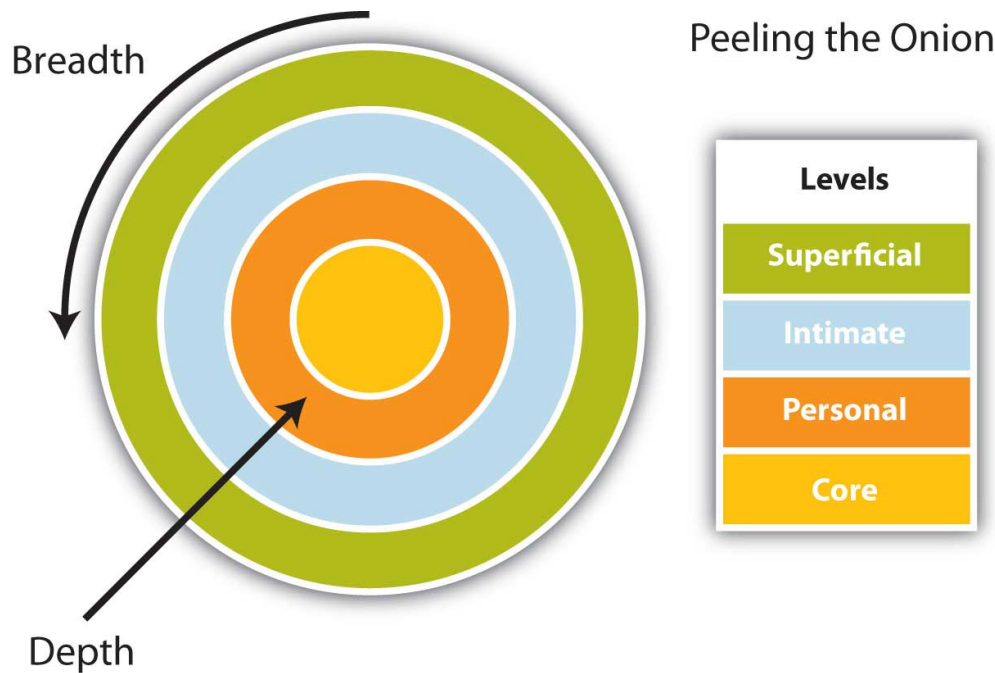 Breadth
Peeling the Onion
Levels
Superficial
Intimate
Personal
Core
Depth